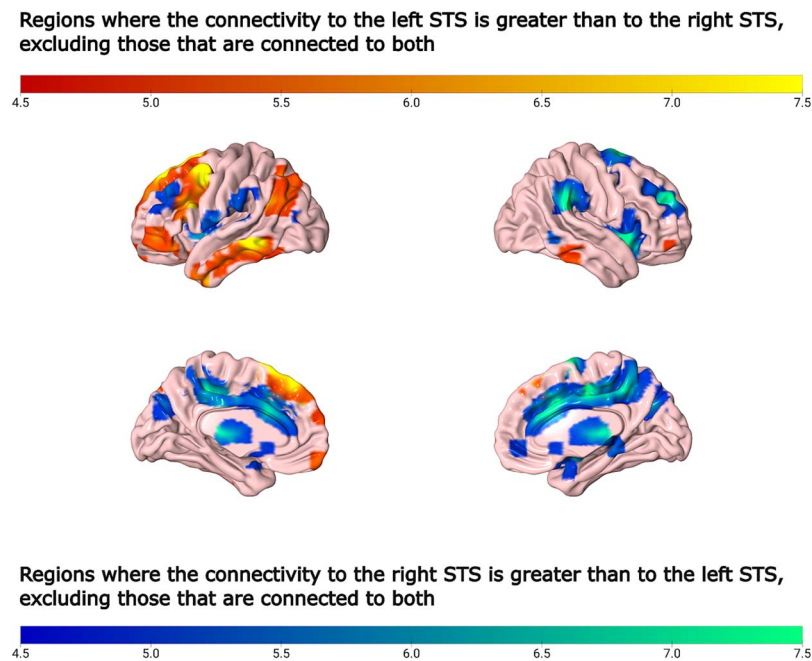 Regions where the connectivity to the left STS is greater than to the right STS,
excluding those that are connected to both
4.5 5.0 5.5 6.0 6.5 7.0 7.5
Regions where the connectivity to the right STS is greater than to the left STS,
excluding those that are connected to both
4.5 5.0 5.5 6.0 6.5 7.0 7.5